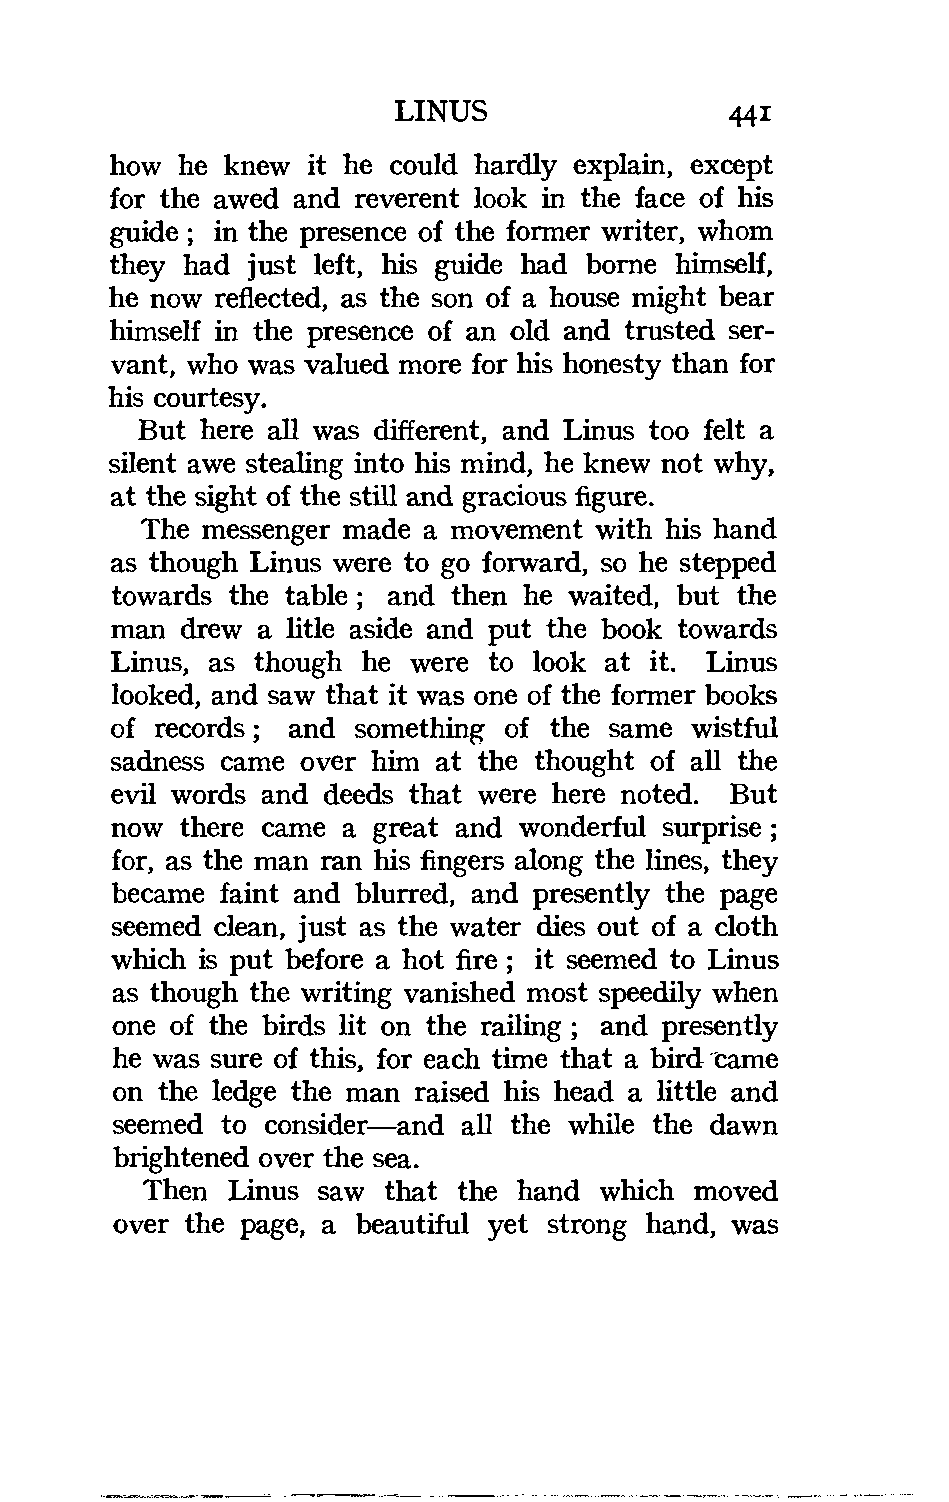 LINUS 441
how he knew it he could hardly explain, except
for the awed and reverent look in the face of his
guide ; in the presence of the former writer, whom
they had just left, his guide had borne himself,
he now reflected, as the son of a house might bear
himself in the presence of an old and trusted ser-
vant, who was valued more for his honesty than for
his courtesy.
But here all was different, and Linus too felt a
silent awe stealing into his mind, he knew not why,
at the sight of the still and gracious figure.
The messenger made a movement with his hand
as though Linus were to go forward, so he stepped
towards the table ; and then he waited, but the
man drew a litle aside and put the book towards
Linus, as though he were to look at it. Linus
looked, and saw that it was one of the former books
of records ; and something of the same wistful
sadness came over him at the thought of all the
evil words and deeds that were here noted. But
now there came a great and wonderful surprise ;
for, as the man ran his fingers along the lines, they
became faint and blurred, and presently the page
seemed clean, just as the water dies out of a cloth
which is put before a hot fire ; it seemed to Linus
as though the writing vanished most speedily when
one of the birds lit on the railing ; and presently
he was sure of this, for each time that a bird came
on the ledge the man raised his head a little and
seemed to consider—and all the while the dawn
brightened over the sea.
Then Linus saw that the hand which moved
over the page, a beautiful yet strong hand, was